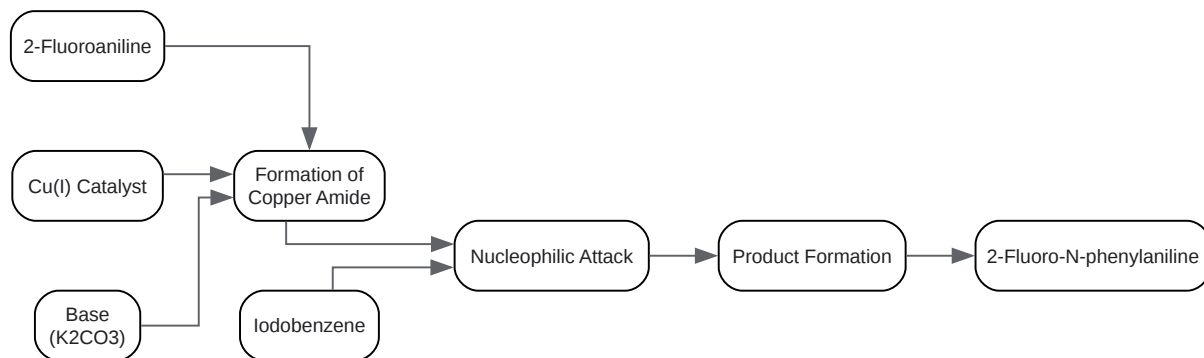 2-Fluoroaniline
Cu(I) Catalyst
Formation of
Copper Amide
Nucleophilic Attack
Product Formation
2-Fluoro-N-phenylaniline
Base
(K2CO3)
Iodobenzene